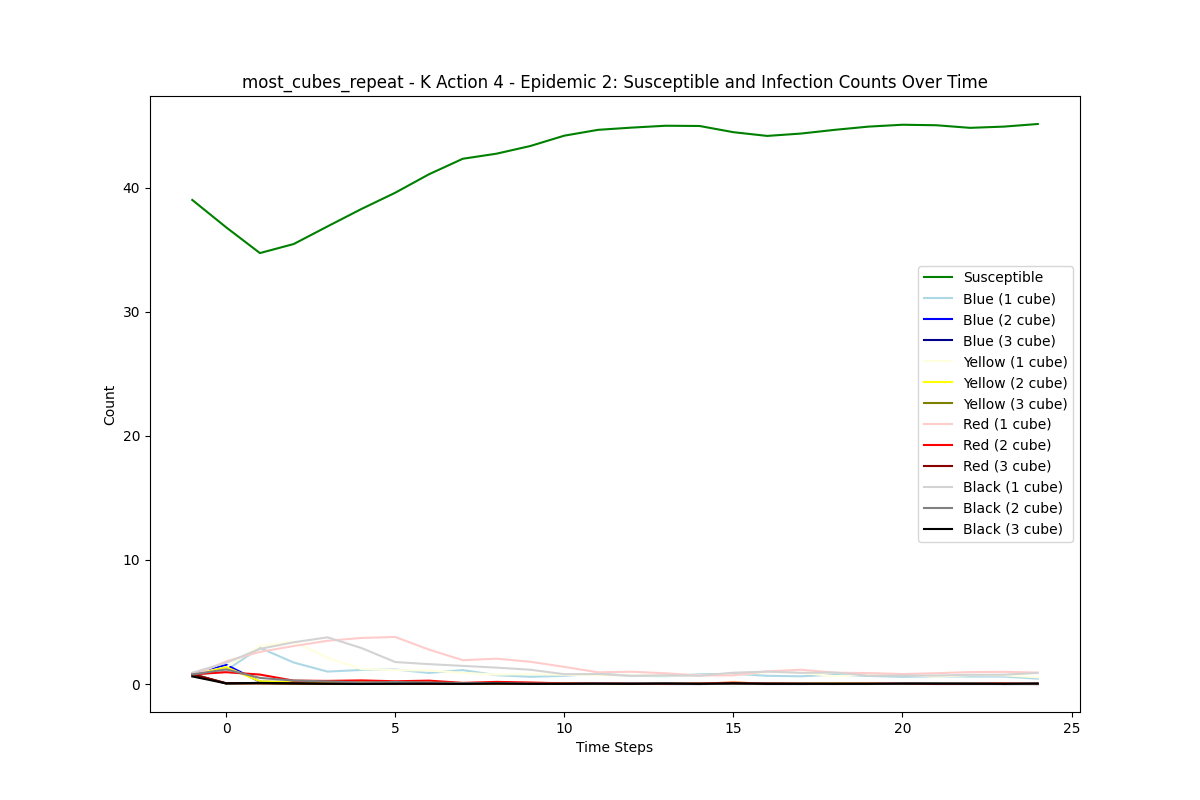 most_cubes_repeat - K Action 4 - Epidemic 2: Susceptible and Infection Counts Over Time
40
30
20
10
0
Count
Susceptible
Blue (1 cube)
Blue (2 cube)
Blue (3 cube)
Yellow (1 cube)
Yellow (2 cube)
Yellow (3 cube)
Red (1 cube)
Red (2 cube)
Red (3 cube)
Black (1 cube)
Black (2 cube)
Black (3 cube)
0 5 10 15 20 25
Time Steps